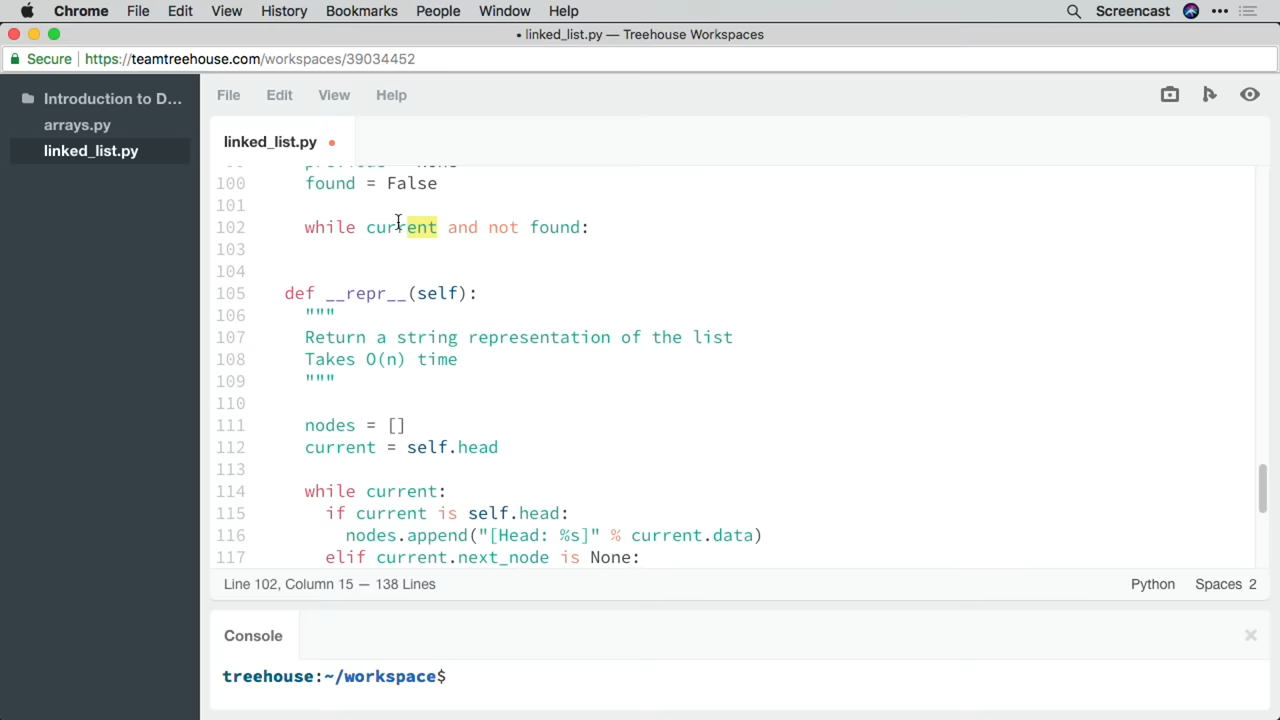 Chrome File Edit View History Bookmarks People Window Help Screencast
• linked_list.py — Treehouse Workspaces
Secure https://teamtreehouse.com/workspaces/39034452
Introduction to D...
arrays.py
linked_list.py
File Edit View Help
linked_list.py
100 found = False
101
102 while current and not found:
103
104
105 def __repr__(self):
106 """
107 Return a string representation of the list
108 Takes O(n) time
109 """
110
111 nodes = []
112 current = self.head
113
114 while current:
115 if current is self.head:
116 nodes.append("[Head: %s]" % current.data)
117 elif current.next_node is None:
Line 102, Column 15 — 138 Lines Python Spaces 2
Console
treehouse:~/workspace$